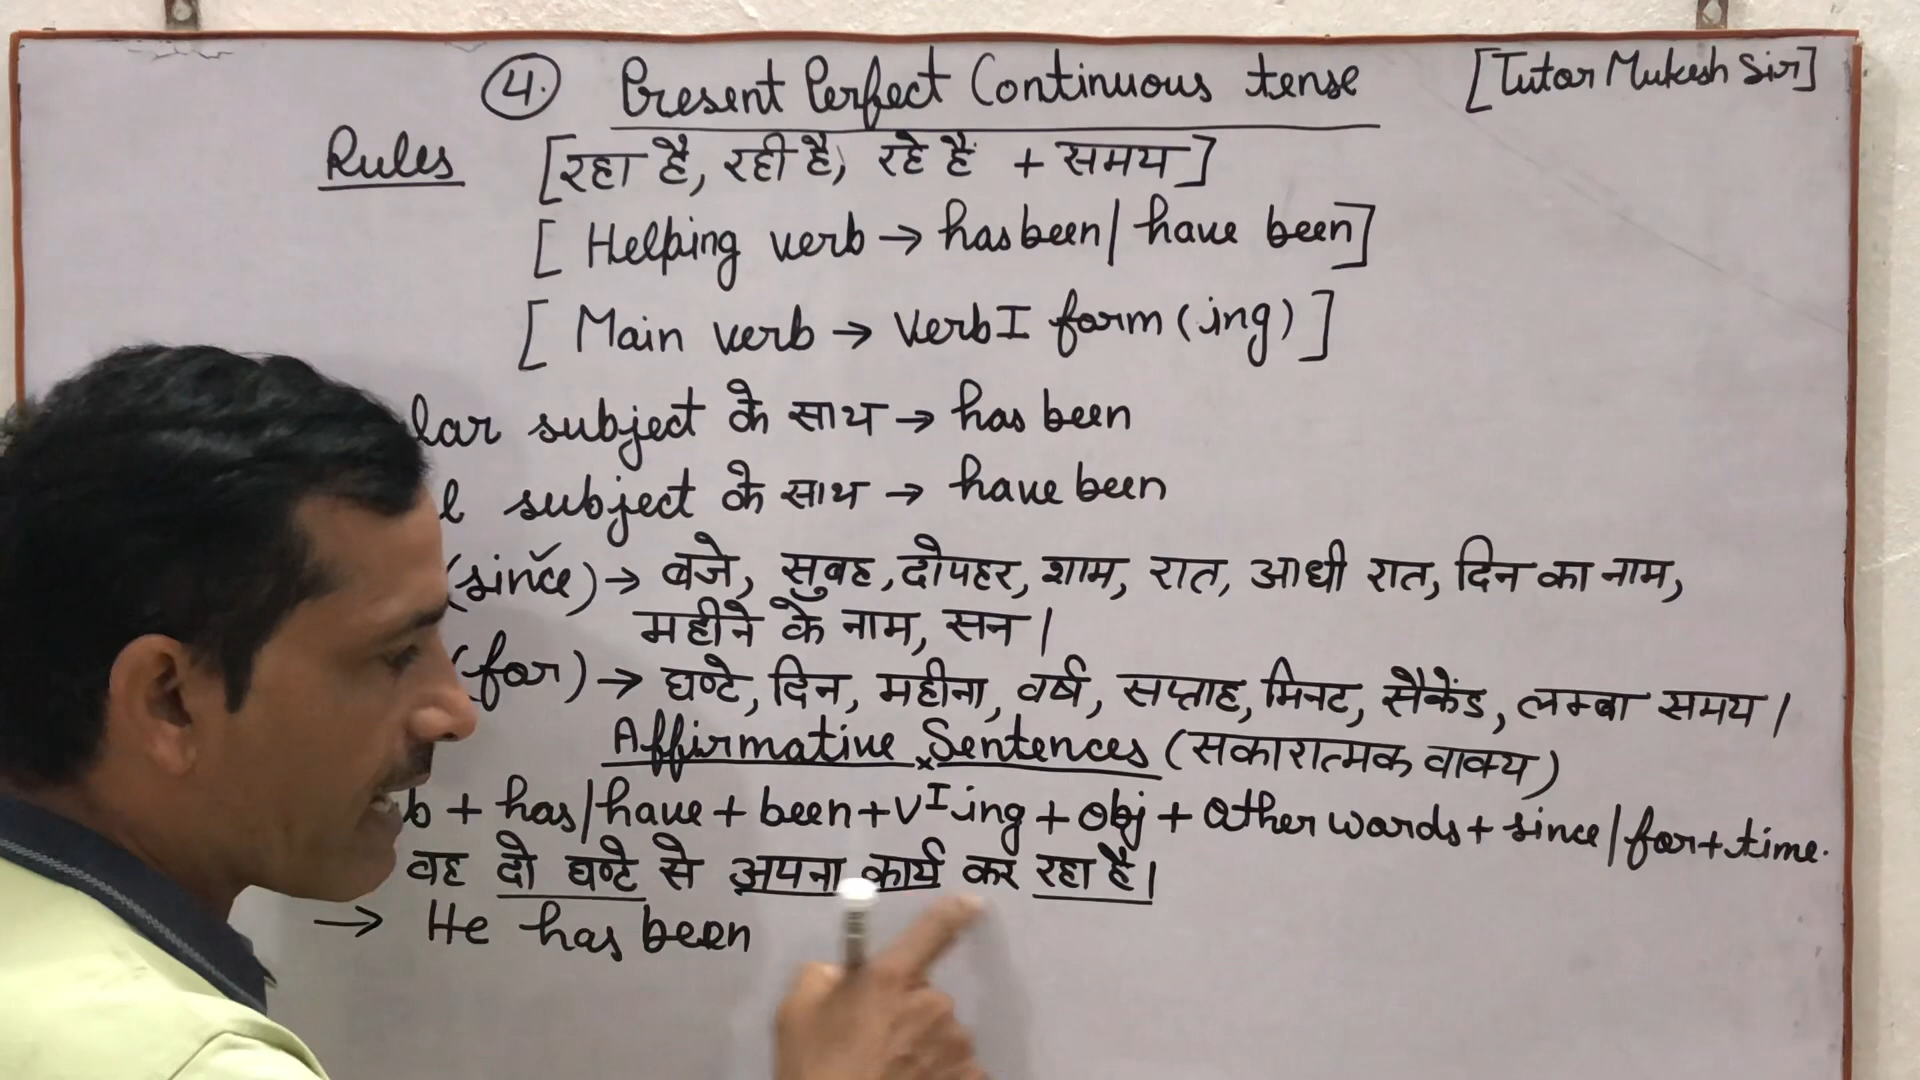 4. Present Perfect Continuous tense [Tutor Mukesh Sir]
Rules [रहा है, रही है, रहे हैं + समय]
[ Helping verb → has been / have been]
[ Main verb → verb I form (ing) ]
lar subject के साथ → has been
l subject के साथ → have been
(since) → बजे, सुबह, दोपहर, शाम, रात, आधी रात, दिन का नाम,
महीने के नाम, सन।
(for) → घण्टे, दिन, महीना, वर्ष, सप्ताह, मिनट, सैकेंड, लम्बा समय।
Affirmative Sentences (सकारात्मक वाक्य)
b + has/have + been + vI ing + obj + other words + since/for + time.
वह दो घण्टे से अपना कार्य कर रहा है।
→ He has been